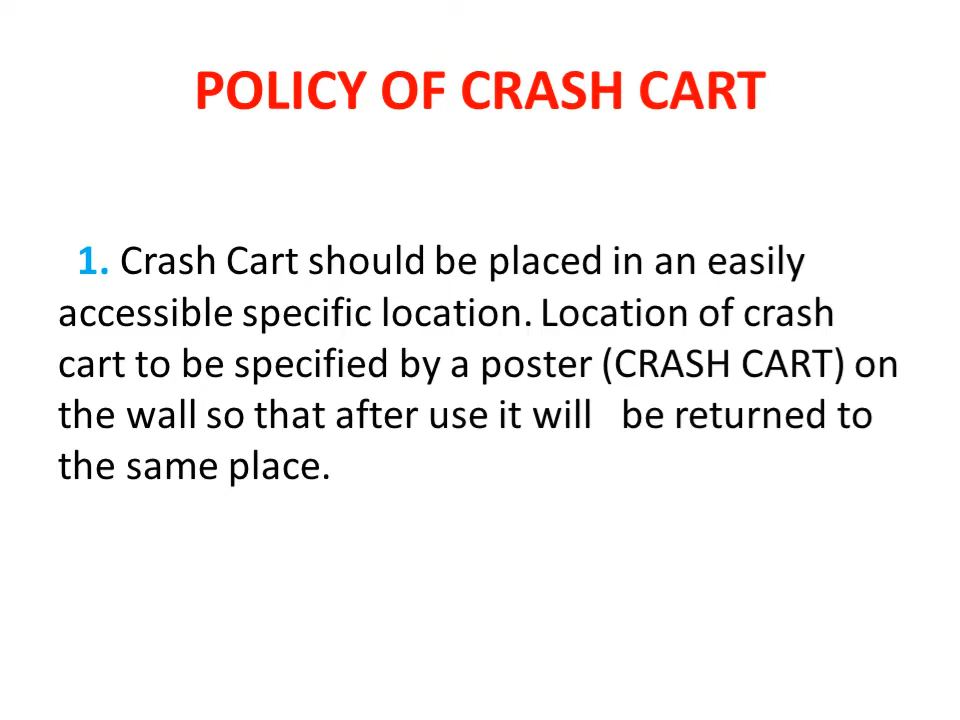 POLICY OF CRASH CART
1. Crash Cart should be placed in an easily
accessible specific location. Location of crash
cart to be specified by a poster (CRASH CART) on
the wall so that after use it will   be returned to
the same place.